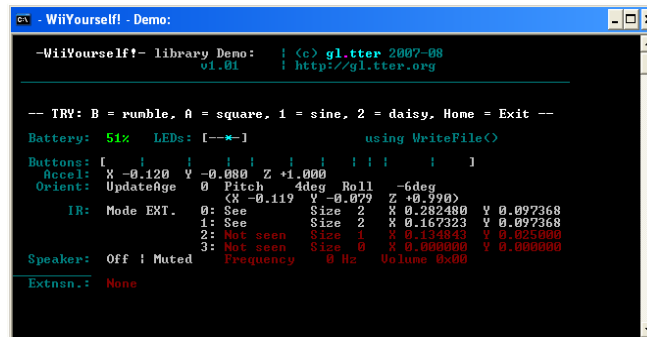 - WiiYourself! - Demo:
-WiiYourself!- library Demo: ¦ (c) gl.tter 2007-08
v1.01 ¦ http://gl.tter.org
-- TRY: B = rumble, A = square, 1 = sine, 2 = daisy, Home = Exit --
Battery: 51% LEDs: [--*-] using WriteFile()
Buttons: [ ¦ ¦ ¦ ¦ ¦ ¦ ¦ ¦ ¦ ¦ ]
Accel: X -0.120 Y -0.080 Z +1.000
Orient: UpdateAge 0 Pitch 4deg Roll -6deg
(X -0.119 Y -0.079 Z +0.990)
IR: Mode EXT. 0: See Size 2 X 0.282480 Y 0.097368
1: See Size 2 X 0.167323 Y 0.097368
2: Not seen Size 1 X 0.134843 Y 0.025000
3: Not seen Size 0 X 0.000000 Y 0.000000
Speaker: Off ¦ Muted Frequency 0 Hz Volume 0x00
Extnsn.: None